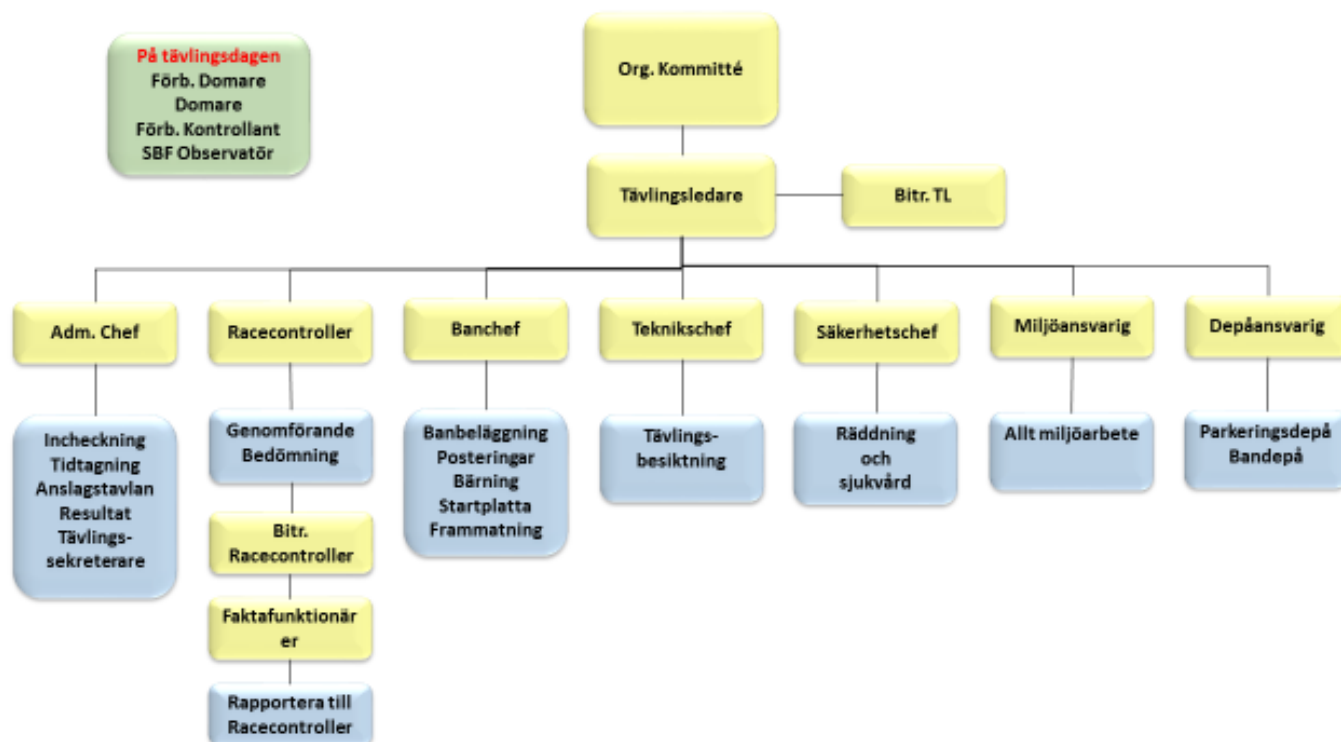 På tävlingsdagen
Förb. Domare
Domare
Förb. Kontrollant
SBF Observatör
Org. Kommitté
Tävlingsledare
Bitr. TL
Adm. Chef
Racecontroller
Banchef
Teknikschef
Säkerhetschef
Miljöansvarig
Depåansvarig
Incheckning
Tidtagning
Anslagstavlan
Resultat
Tävlings-
sekreterare
Genomförande
Bedömning
Bitr.
Racecontroller
Faktafunktionär
er
Rapportera till
Racecontroller
Banbeläggning
Posteringar
Bärning
Startplatta
Frammatning
Tävlings-
besiktning
Räddning
och
sjukvård
Allt miljöarbete
Parkeringsdepå
Bandepå